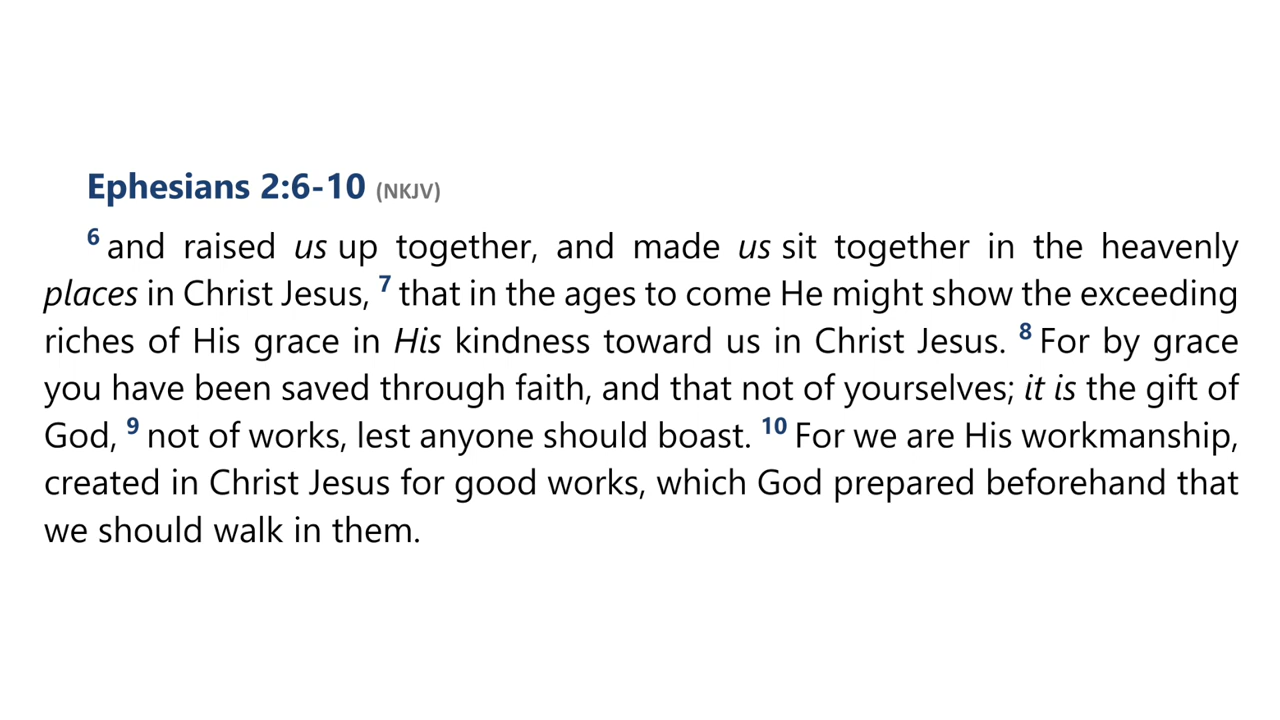 Ephesians 2:6-10 (NKJV)
6 and raised us up together, and made us sit together in the heavenly
places in Christ Jesus, 7 that in the ages to come He might show the exceeding
riches of His grace in His kindness toward us in Christ Jesus. 8 For by grace
you have been saved through faith, and that not of yourselves; it is the gift of
God, 9 not of works, lest anyone should boast. 10 For we are His workmanship,
created in Christ Jesus for good works, which God prepared beforehand that
we should walk in them.